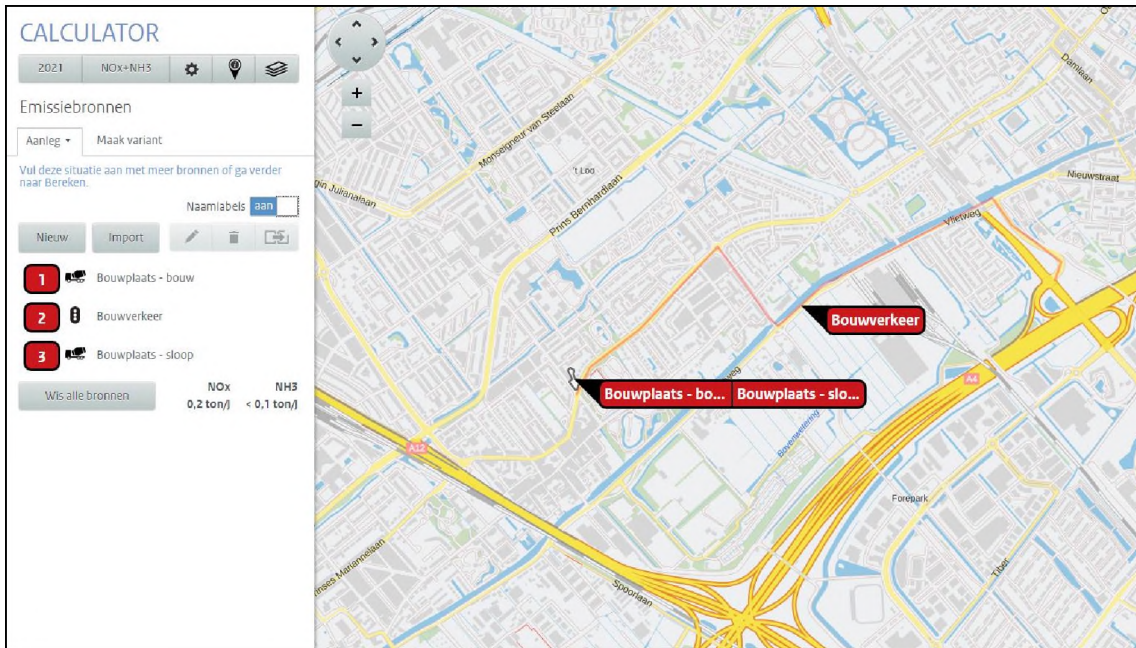 CALCULATOR
2021 NOx+NH3
Emissiebronnen
Aanleg Maak variant
Vul deze situatie aan met meer bronnen of ga verder
naar Bereken.
Naamlabels aan
Nieuw Import
1 Bouwplaats - bouw
2 Bouwverkeer
3 Bouwplaats - sloop
Wis alle bronnen
NOx NH3
0,2 ton/j < 0,1 ton/j
+
−
Damlaan
Monseigneur van Steelaan
't Loo
Nieuwstraat
Prins Bernhardlaan
Vlietweg
Bouwverkeer
A4
Bouwplaats - bo... Bouwplaats - slo...
Bovenwetering
A12
Forepark
Tiber
Spoorlaan